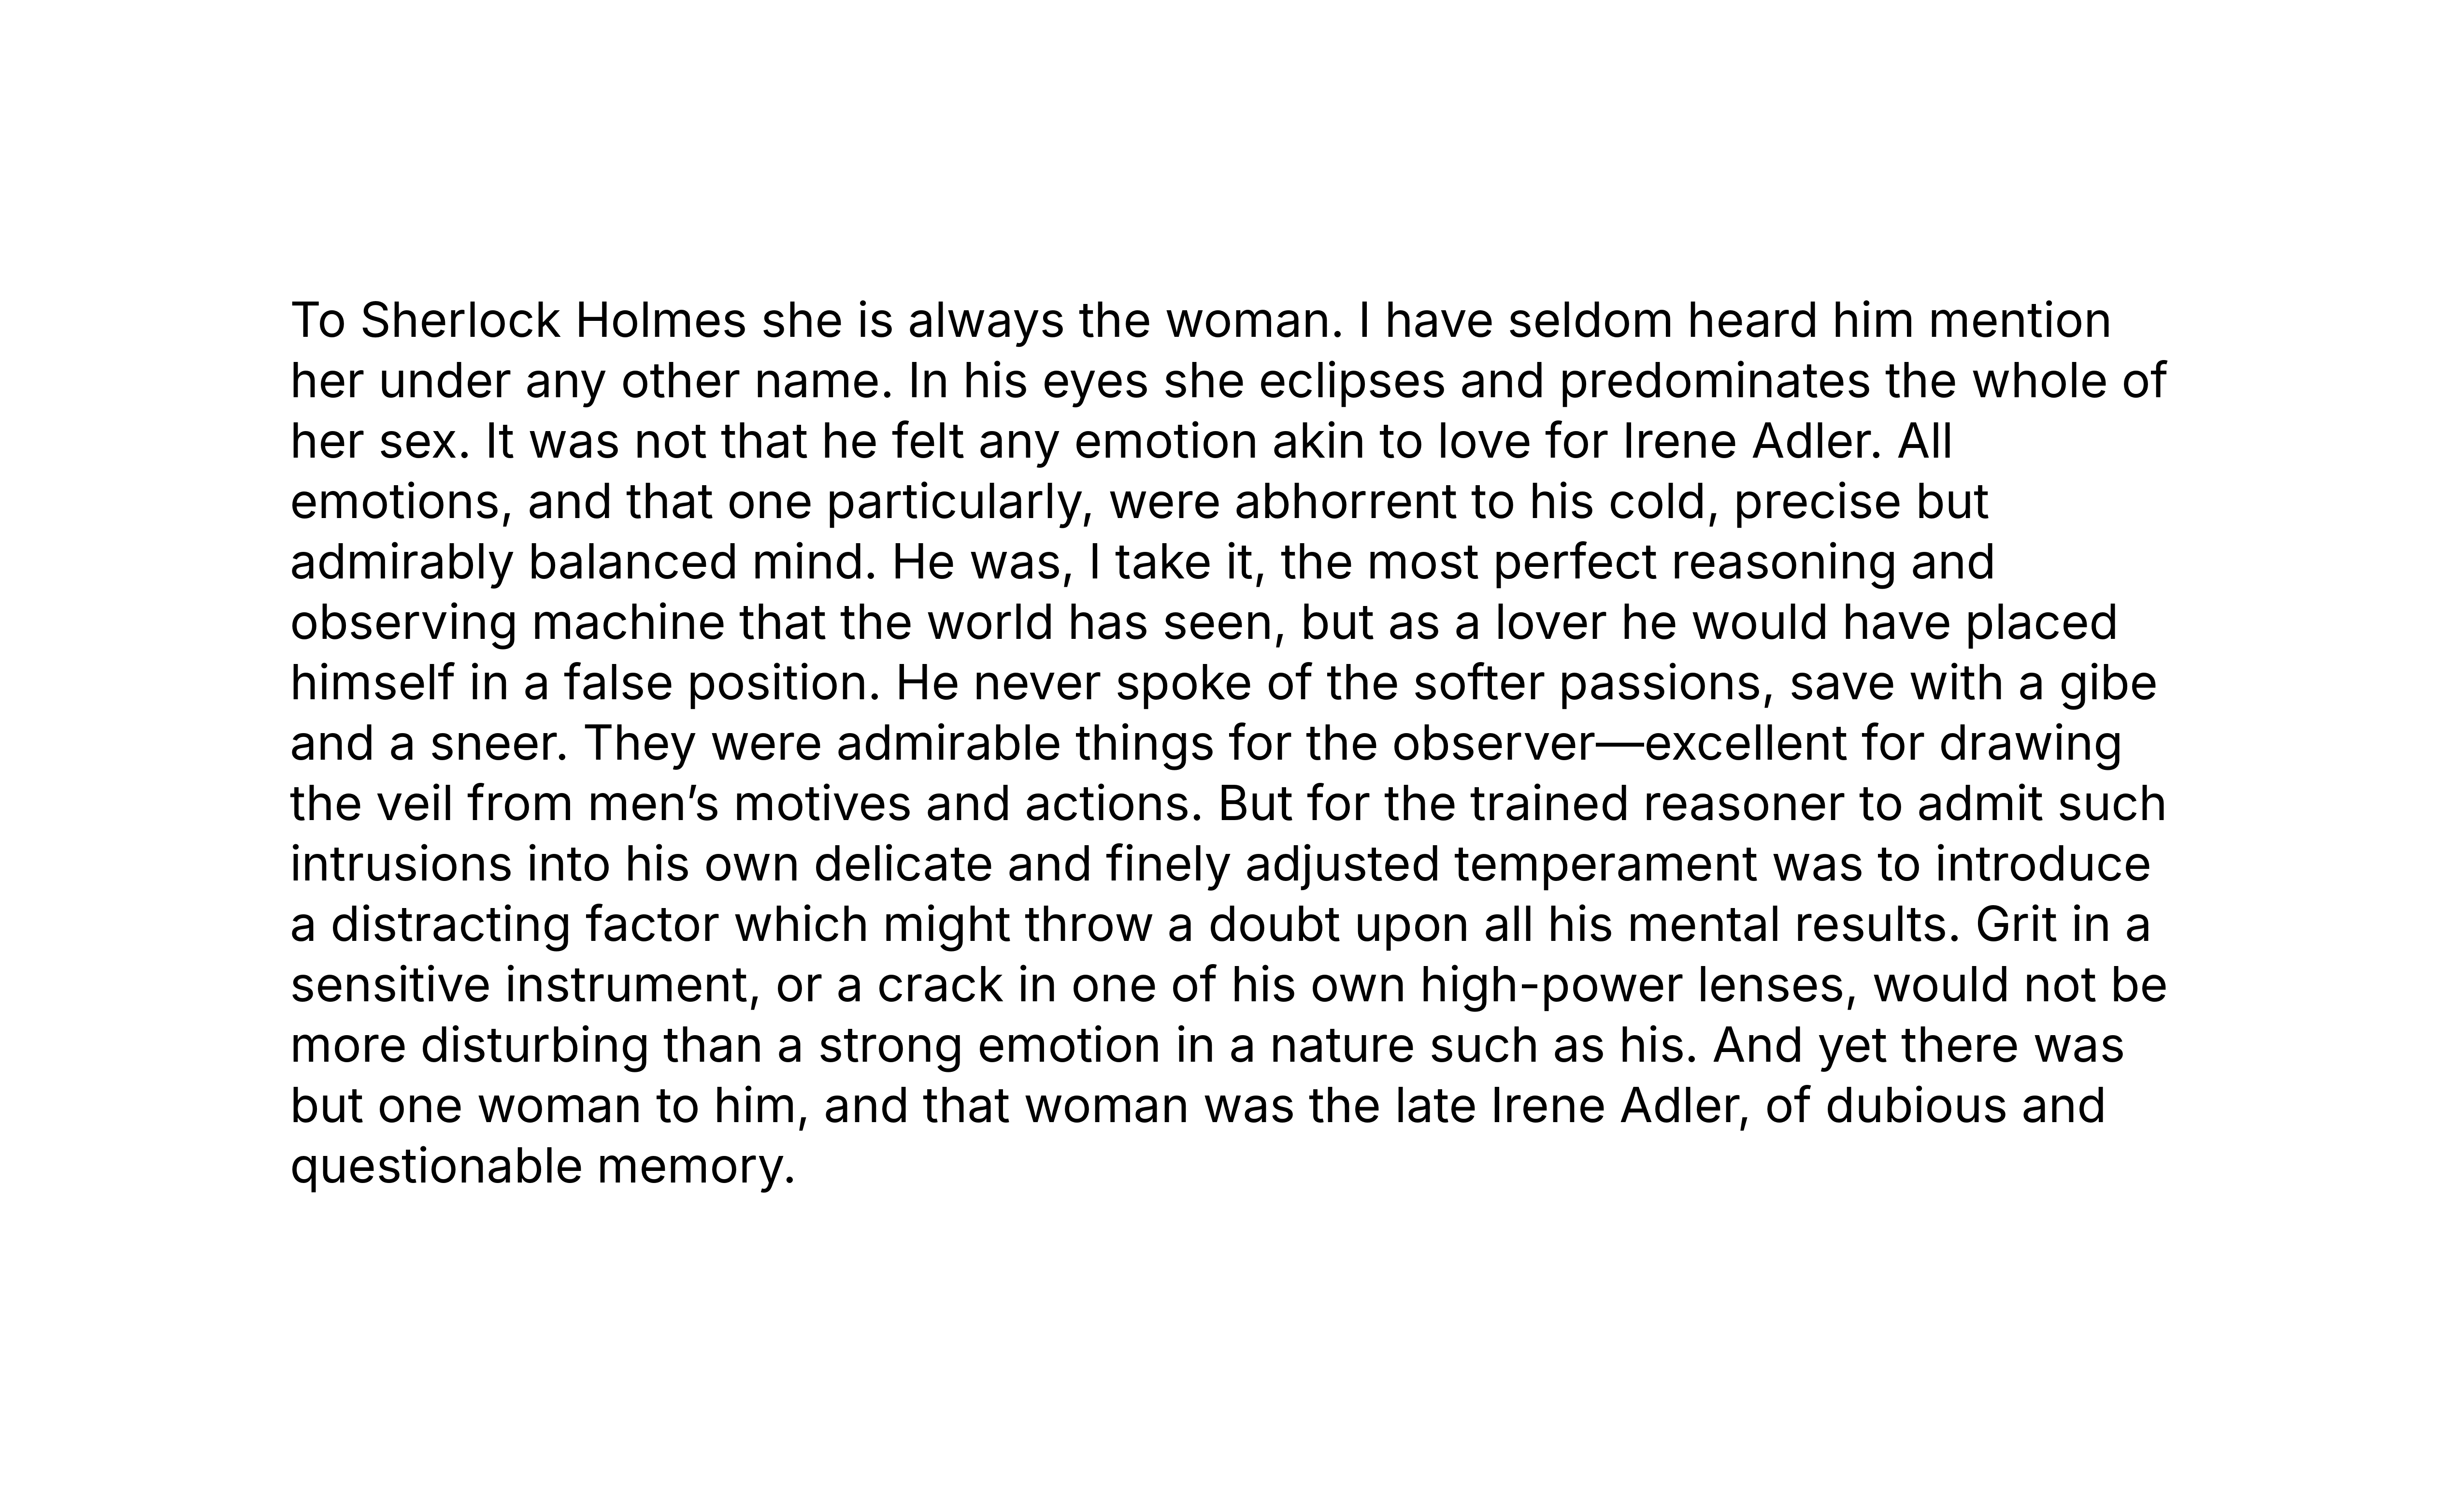 To Sherlock Holmes she is always the woman. I have seldom heard him mention
her under any other name. In his eyes she eclipses and predominates the whole of
her sex. It was not that he felt any emotion akin to love for Irene Adler. All
emotions, and that one particularly, were abhorrent to his cold, precise but
admirably balanced mind. He was, I take it, the most perfect reasoning and
observing machine that the world has seen, but as a lover he would have placed
himself in a false position. He never spoke of the softer passions, save with a gibe
and a sneer. They were admirable things for the observer—excellent for drawing
the veil from men’s motives and actions. But for the trained reasoner to admit such
intrusions into his own delicate and finely adjusted temperament was to introduce
a distracting factor which might throw a doubt upon all his mental results. Grit in a
sensitive instrument, or a crack in one of his own high-power lenses, would not be
more disturbing than a strong emotion in a nature such as his. And yet there was
but one woman to him, and that woman was the late Irene Adler, of dubious and
questionable memory.